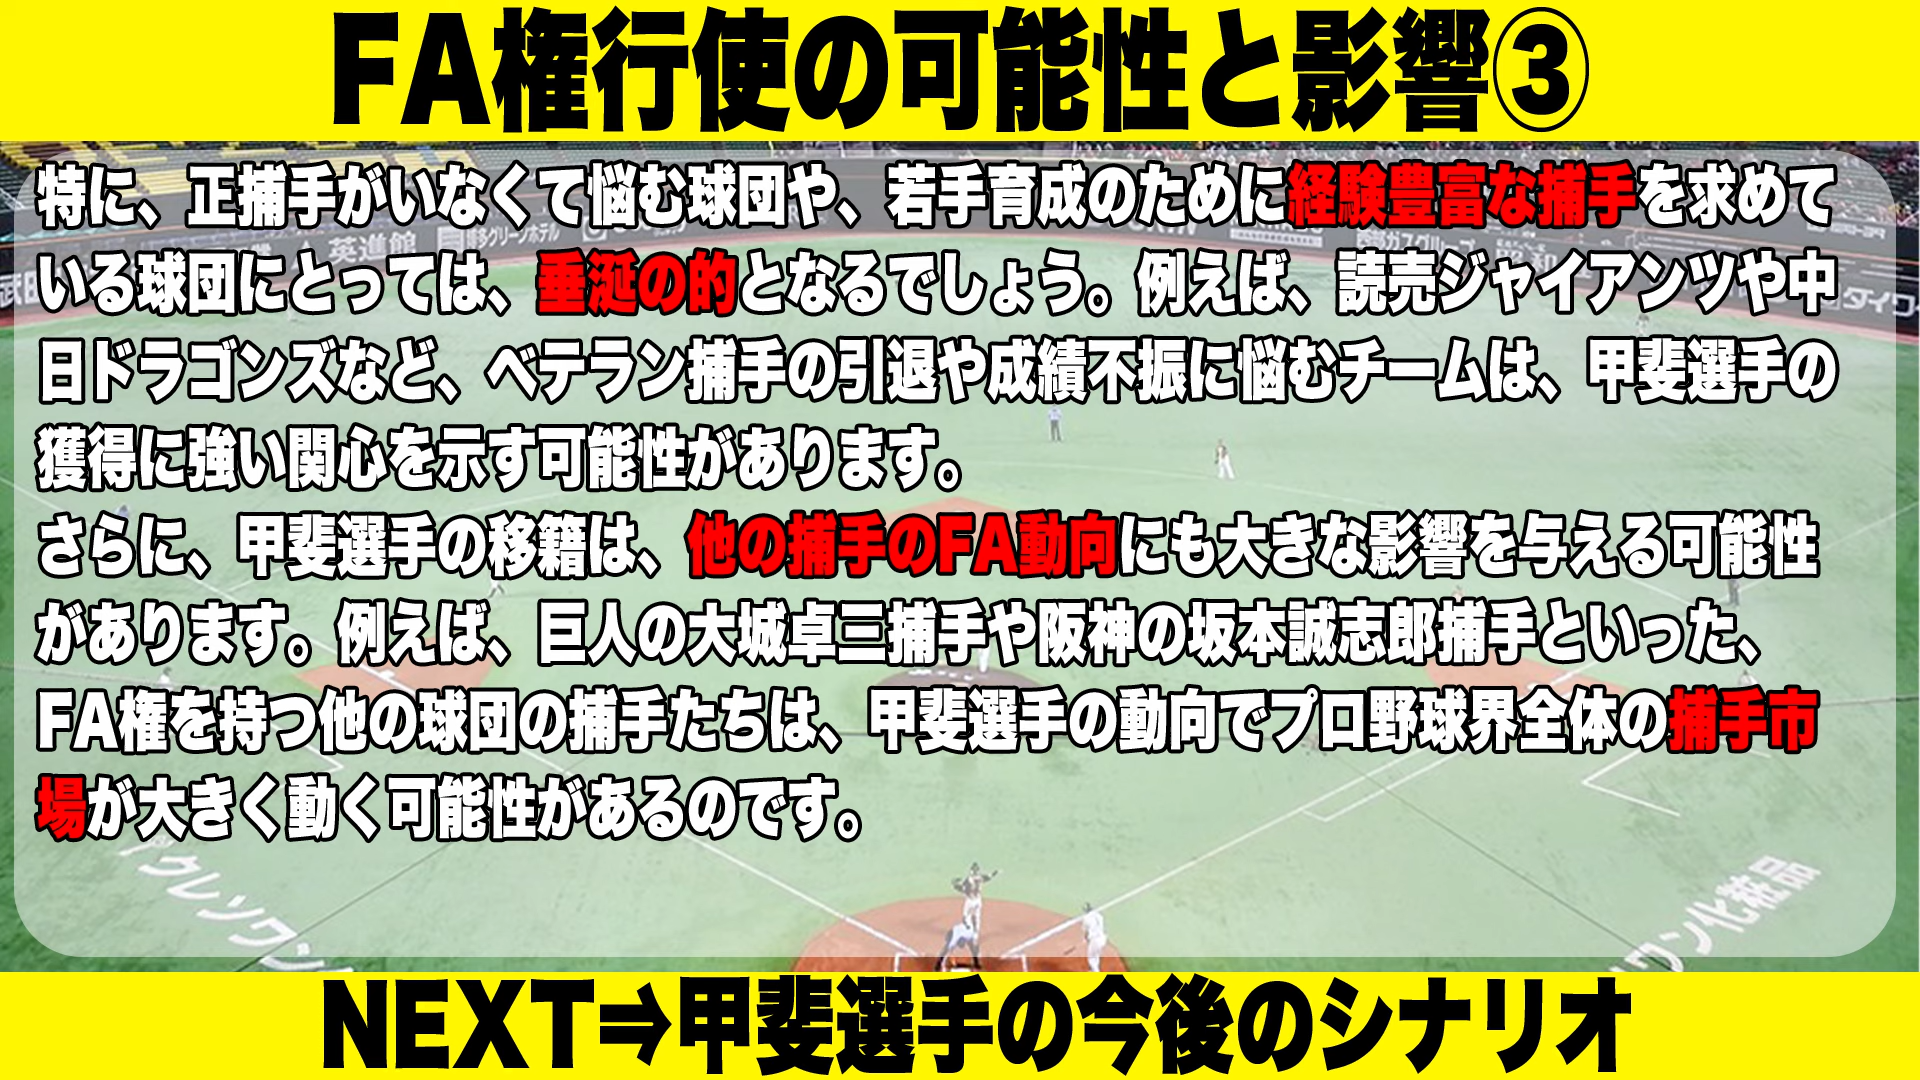 FA権行使の可能性と影響③
特に、正捕手がいなくて悩む球団や、若手育成のために経験豊富な捕手を求めて
いる球団にとっては、垂涎の的となるでしょう。例えば、読売ジャイアンツや中
日ドラゴンズなど、ベテラン捕手の引退や成績不振に悩むチームは、甲斐選手の
獲得に強い関心を示す可能性があります。
さらに、甲斐選手の移籍は、他の捕手のFA動向にも大きな影響を与える可能性
があります。例えば、巨人の大城卓三捕手や阪神の坂本誠志郎捕手といった、
FA権を持つ他の球団の捕手たちは、甲斐選手の動向でプロ野球界全体の捕手市
場が大きく動く可能性があるのです。
英進館
クレソワン
ワン化粧品
NEXT⇒甲斐選手の今後のシナリオ